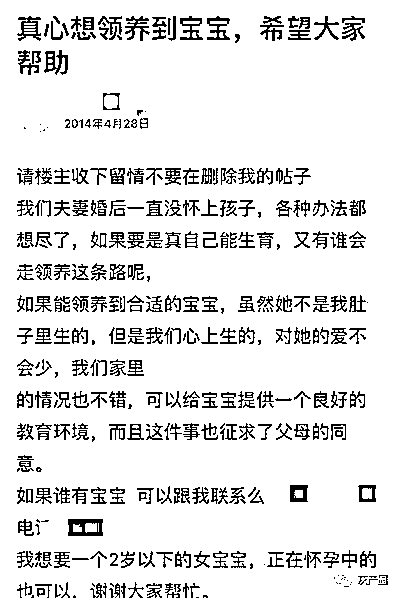 真心想领养到宝宝，希望大家
帮助
2014年4月28日
请楼主收下留情不要在删除我的帖子
我们夫妻婚后一直没怀上孩子，各种办法都
想尽了，如果要是真自己能生育，又有谁会
走领养这条路呢，
如果能领养到合适的宝宝，虽然她不是我肚
子里生的，但是我们心上生的，对她的爱不
会少，我们家里
的情况也不错，可以给宝宝提供一个良好的
教育环境，而且这件事也征求了父母的同
意。
如果谁有宝宝 可以跟我联系么
电
我想要一个2岁以下的女宝宝，正在怀孕中的
也可以，谢谢大家帮忙。